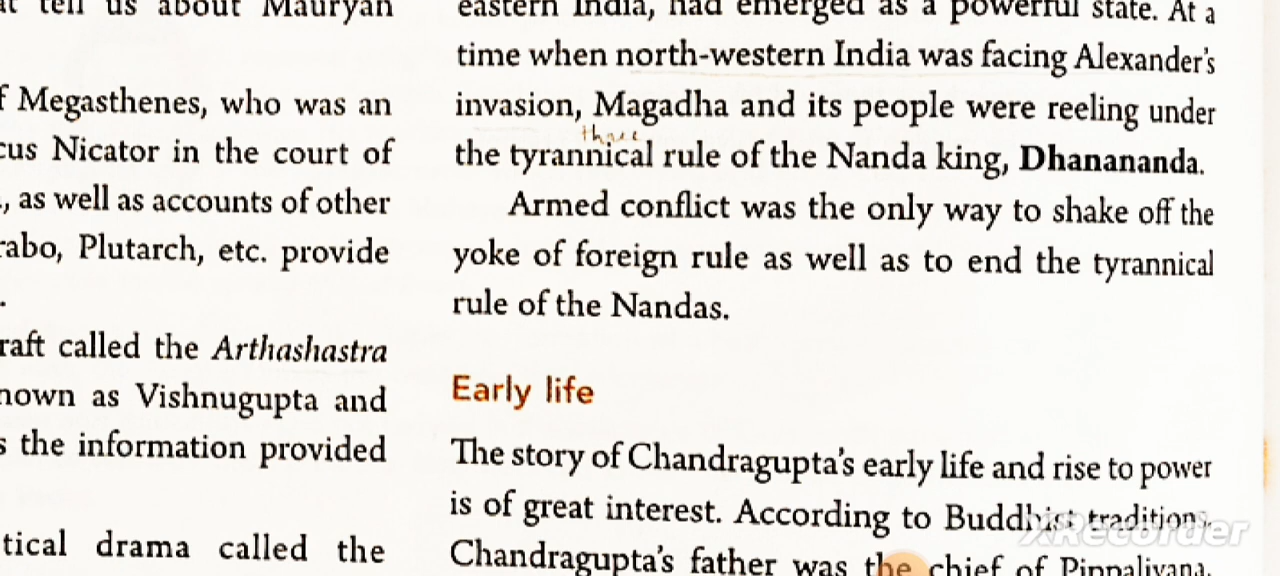 at tell us about Mauryan
f Megasthenes, who was an
cus Nicator in the court of
, as well as accounts of other
rabo, Plutarch, etc. provide
.
raft called the Arthashastra
nown as Vishnugupta and
s the information provided
tical drama called the
eastern India, had emerged as a powerful state. At a
time when north-western India was facing Alexander's
invasion, Magadha and its people were reeling under
three
the tyrannical rule of the Nanda king, Dhanananda.
Armed conflict was the only way to shake off the
yoke of foreign rule as well as to end the tyrannical
rule of the Nandas.
Early life
The story of Chandragupta's early life and rise to power
is of great interest. According to Buddhist traditions,
Chandragupta's father was the chief of Pippalivana,
XRecorder